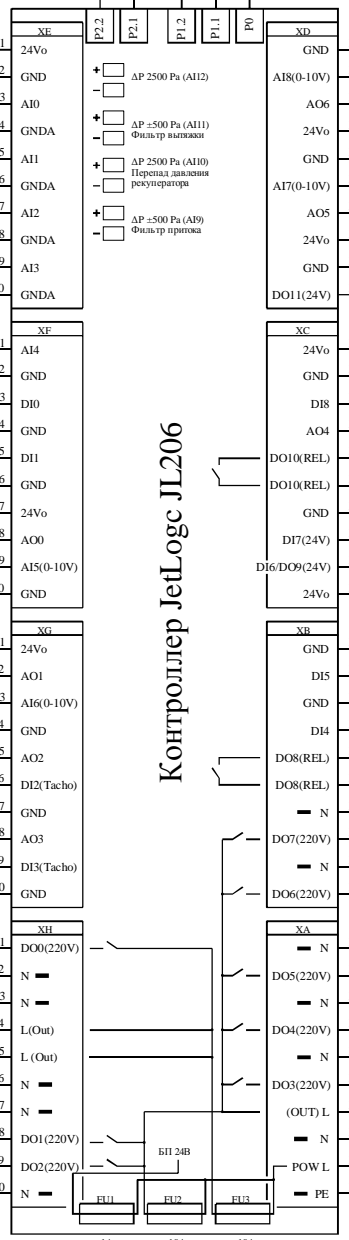 P2.2
P2.1
P1.2
P1.1
P0
XE
24Vo
GND
AI0
GNDA
AI1
GNDA
AI2
GNDA
AI3
GNDA
+
ΔP 2500 Pa (AI12)
-
+
ΔP ±500 Pa (AI11)
Фильтр вытяжки
-
+
ΔP 2500 Pa (AI10)
Перепад давления
рекуператора
-
+
ΔP ±500 Pa (AI9)
Фильтр притока
-
XD
GND
AI8(0-10V)
AO6
24Vo
GND
AI7(0-10V)
AO5
24Vo
GND
DO11(24V)
XF
AI4
GND
DI0
GND
DI1
GND
24Vo
AO0
AI5(0-10V)
GND
XC
24Vo
GND
DI8
AO4
DO10(REL)
DO10(REL)
GND
DI7(24V)
DI6/DO9(24V)
24Vo
Контроллер JetLogc JL206
XG
24Vo
AO1
AI6(0-10V)
GND
AO2
DI2(Tacho)
GND
AO3
DI3(Tacho)
GND
XB
GND
DI5
GND
DI4
DO8(REL)
DO8(REL)
N
DO7(220V)
N
DO6(220V)
XH
DO0(220V)
N
N
L(Out)
L (Out)
N
N
DO1(220V)
DO2(220V)
N
XA
N
DO5(220V)
N
DO4(220V)
N
DO3(220V)
(OUT) L
N
POW L
PE
БП 24В
FU1
FU2
FU3